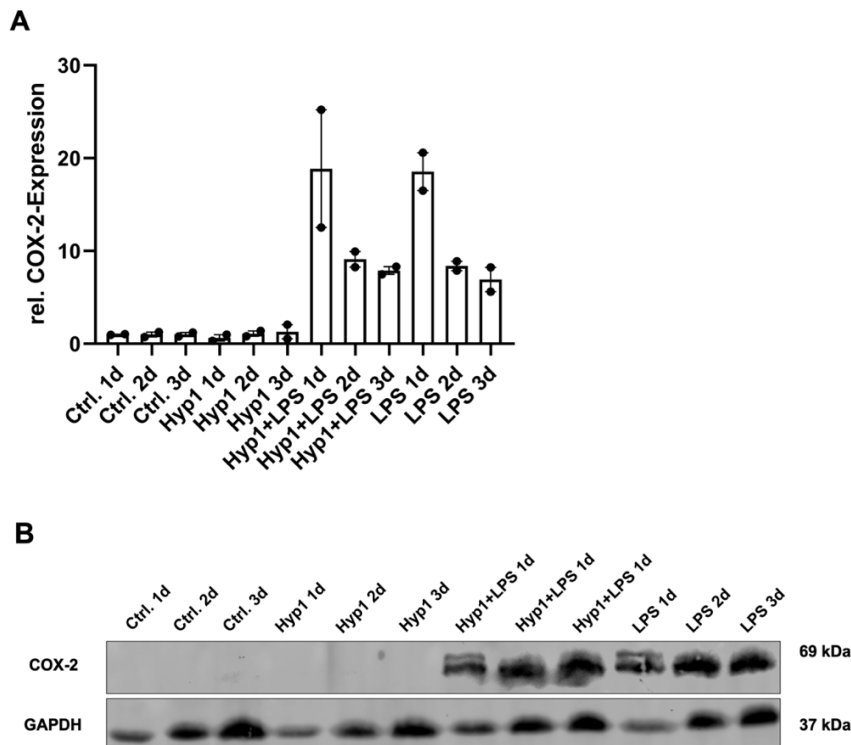 A
rel. COX-2-Expression
30
20
10
0
Ctrl. 1d
Ctrl. 2d
Ctrl. 3d
Hyp1 1d
Hyp1 2d
Hyp1 3d
Hyp1+LPS 1d
Hyp1+LPS 2d
Hyp1+LPS 3d
LPS 1d
LPS 2d
LPS 3d
B
Ctrl. 1d
Ctrl. 2d
Ctrl. 3d
Hyp1 1d
Hyp1 2d
Hyp1 3d
Hyp1+LPS 1d
Hyp1+LPS 1d
Hyp1+LPS 1d
LPS 1d
LPS 2d
LPS 3d
COX-2
69 kDa
GAPDH
37 kDa